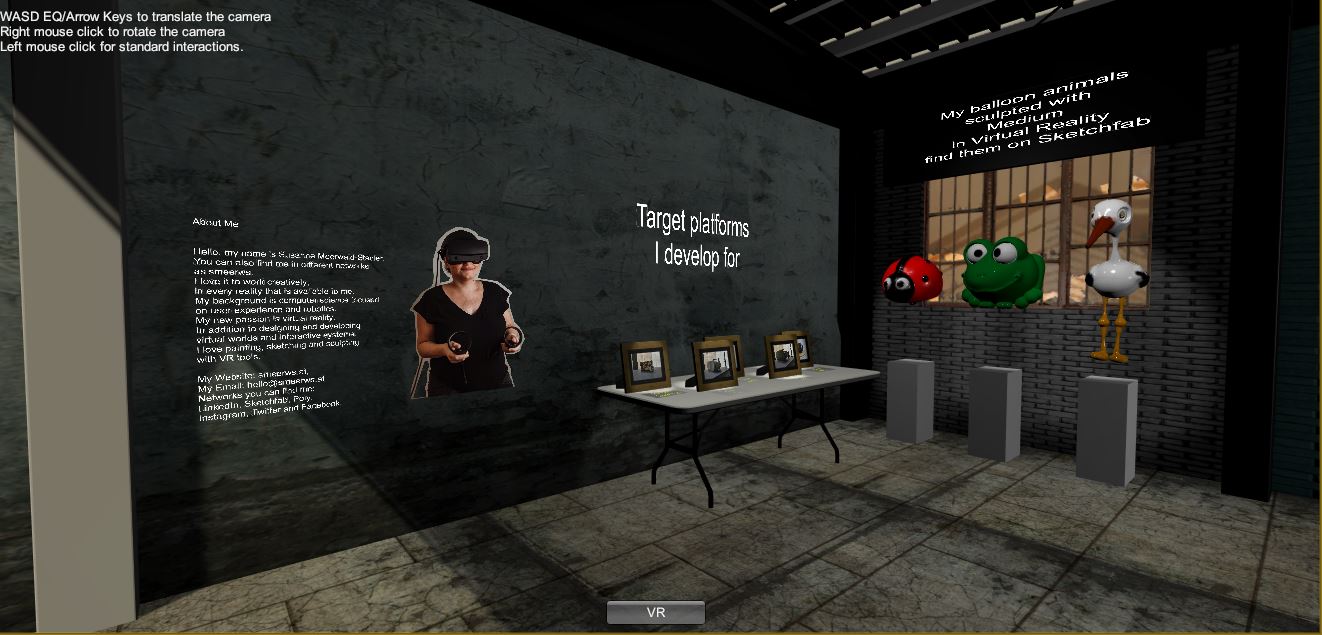 WASD EQ/Arrow Keys to translate the camera
Right mouse click to rotate the camera
Left mouse click for standard interactions.
My balloon animals
sculpted with
Medium
in Virtual Reality
find them on Sketchfab
Target platforms
I develop for
About Me
Hello, my name is Susanne Meerwald-Stadler.
You can also find me in different networks
as smeerws.
I love it to work creatively.
In every reality that is available to me.
My background is computer science focused
on user experience and robotics.
My new passion is virtual reality.
In addition to designing and developing
virtual worlds and interactive systems
I love painting, sketching and sculpting
with VR tools.
My Website: smeerws.at,
My Email: hello@smeerws.at
Networks you can find me:
LinkedIn, Sketchfab, Poly,
Instagram, Twitter and Facebook.
VR